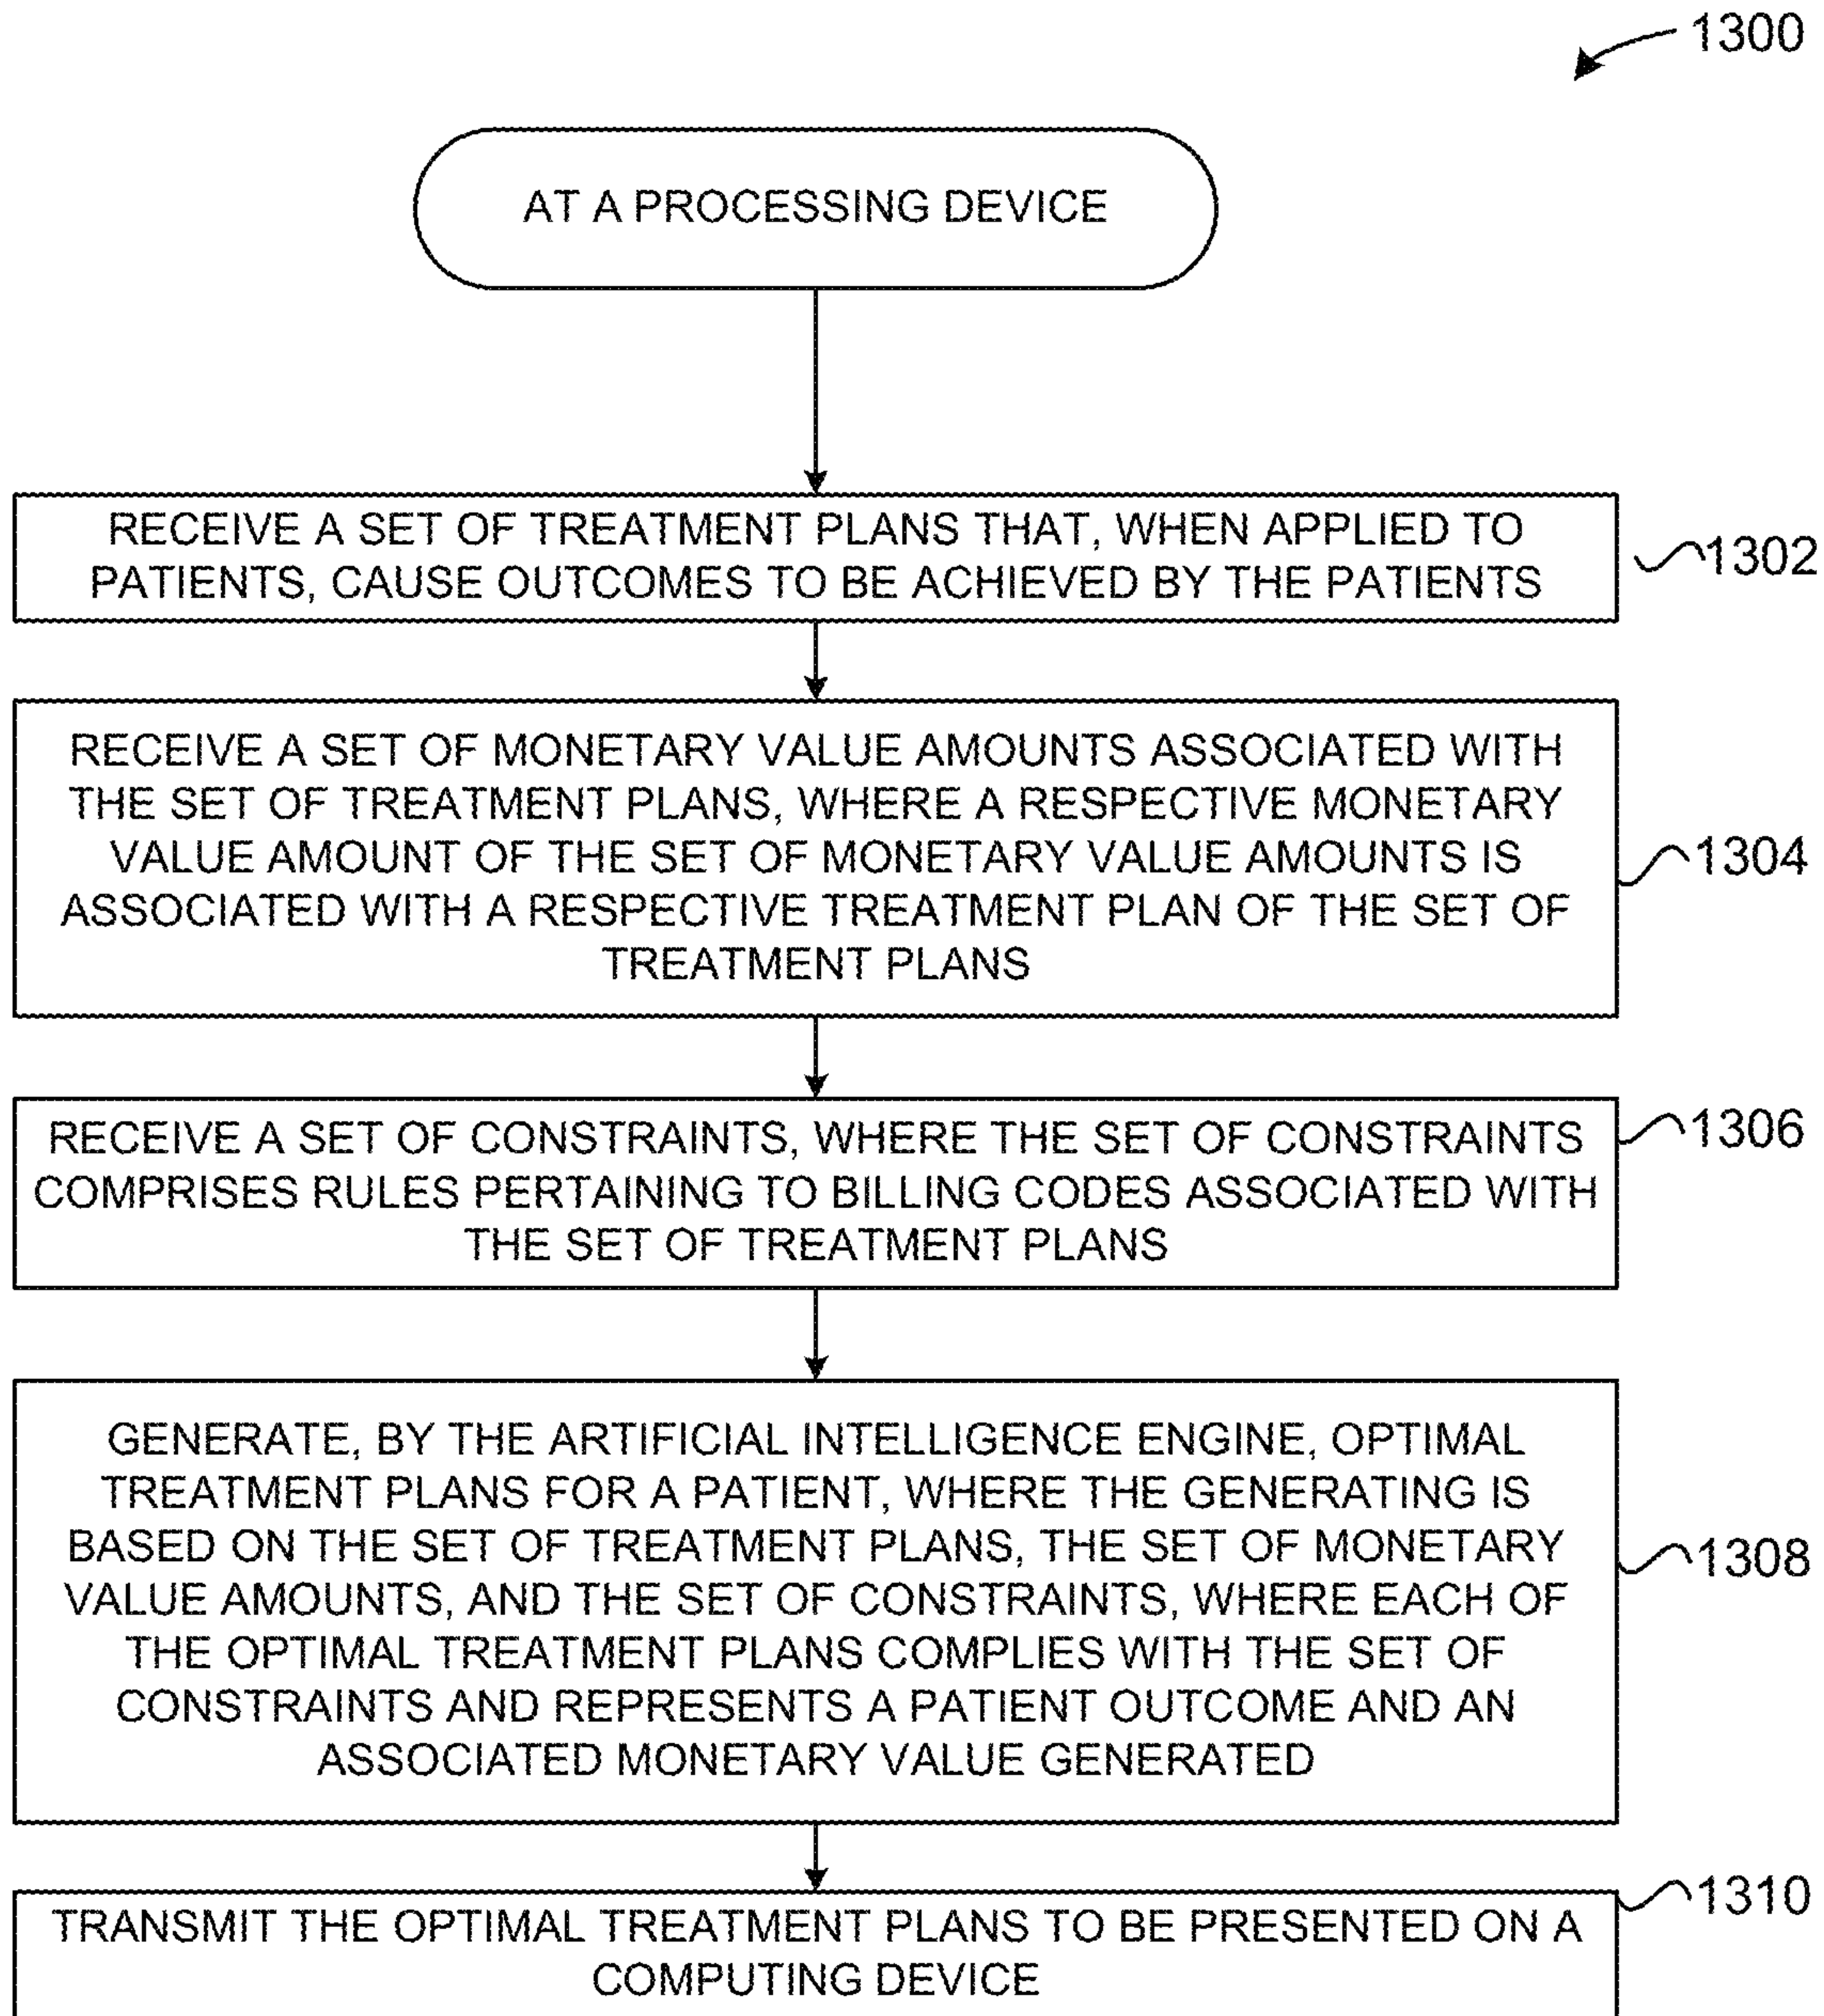 1300
AT A PROCESSING DEVICE
RECEIVE A SET OF TREATMENT PLANS THAT, WHEN APPLIED TO
PATIENTS, CAUSE OUTCOMES TO BE ACHIEVED BY THE PATIENTS
1302
RECEIVE A SET OF MONETARY VALUE AMOUNTS ASSOCIATED WITH
THE SET OF TREATMENT PLANS, WHERE A RESPECTIVE MONETARY
VALUE AMOUNT OF THE SET OF MONETARY VALUE AMOUNTS IS
ASSOCIATED WITH A RESPECTIVE TREATMENT PLAN OF THE SET OF
TREATMENT PLANS
1304
RECEIVE A SET OF CONSTRAINTS, WHERE THE SET OF CONSTRAINTS
COMPRISES RULES PERTAINING TO BILLING CODES ASSOCIATED WITH
THE SET OF TREATMENT PLANS
1306
GENERATE, BY THE ARTIFICIAL INTELLIGENCE ENGINE, OPTIMAL
TREATMENT PLANS FOR A PATIENT, WHERE THE GENERATING IS
BASED ON THE SET OF TREATMENT PLANS, THE SET OF MONETARY
VALUE AMOUNTS, AND THE SET OF CONSTRAINTS, WHERE EACH OF
THE OPTIMAL TREATMENT PLANS COMPLIES WITH THE SET OF
CONSTRAINTS AND REPRESENTS A PATIENT OUTCOME AND AN
ASSOCIATED MONETARY VALUE GENERATED
1308
TRANSMIT THE OPTIMAL TREATMENT PLANS TO BE PRESENTED ON A
COMPUTING DEVICE
1310